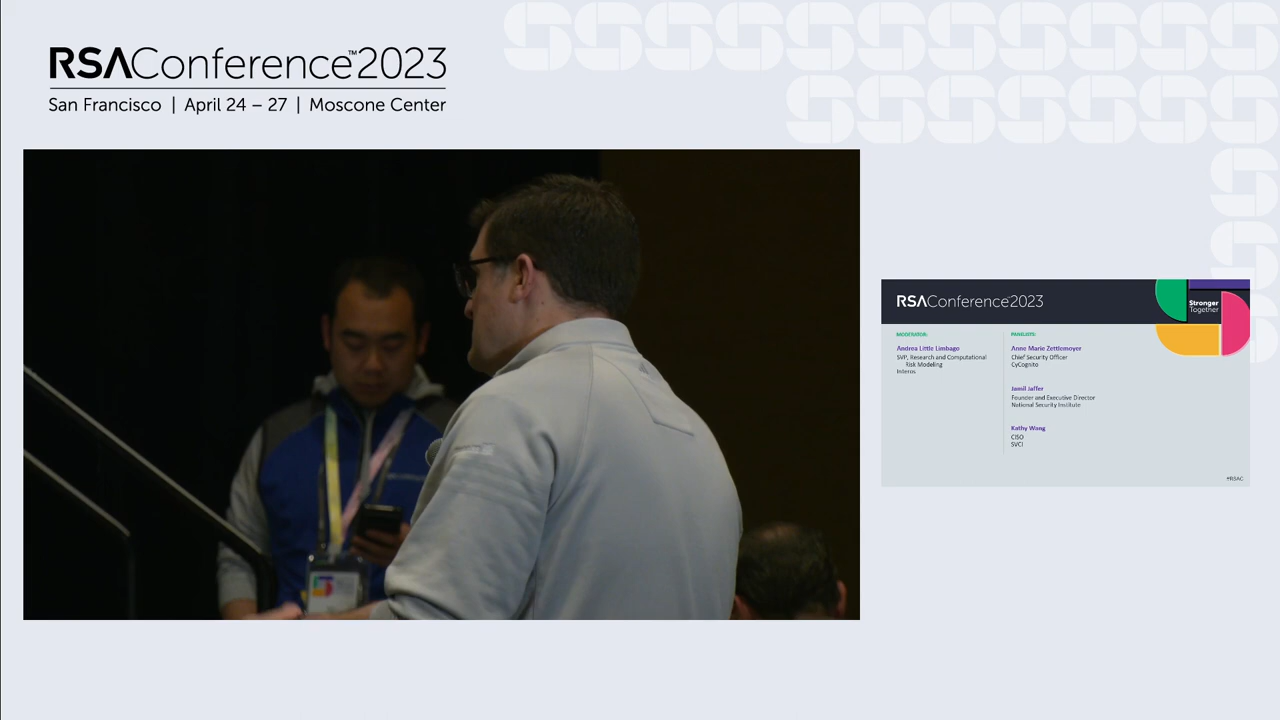 RSAConference™2023
San Francisco | April 24 – 27 | Moscone Center
RSAConference2023
Stronger
Together
MODERATOR:
Andrea Little Limbago
SVP, Research and Computational
Risk Modeling
Interos
PANELISTS:
Anne Marie Zettlemoyer
Chief Security Officer
CyCognito
Jamil Jaffer
Founder and Executive Director
National Security Institute
Kathy Wang
CISO
SVCI
#RSAC